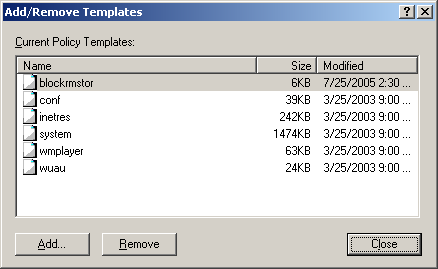 Add/Remove Templates
Current Policy Templates:
Name Size Modified
blockrmstor 6KB 7/25/2005 2:30 ...
conf 39KB 3/25/2003 9:00 ...
inetres 242KB 3/25/2003 9:00 ...
system 1474KB 3/25/2003 9:00 ...
wmplayer 63KB 3/25/2003 9:00 ...
wuau 24KB 3/25/2003 9:00 ...
Add... Remove Close